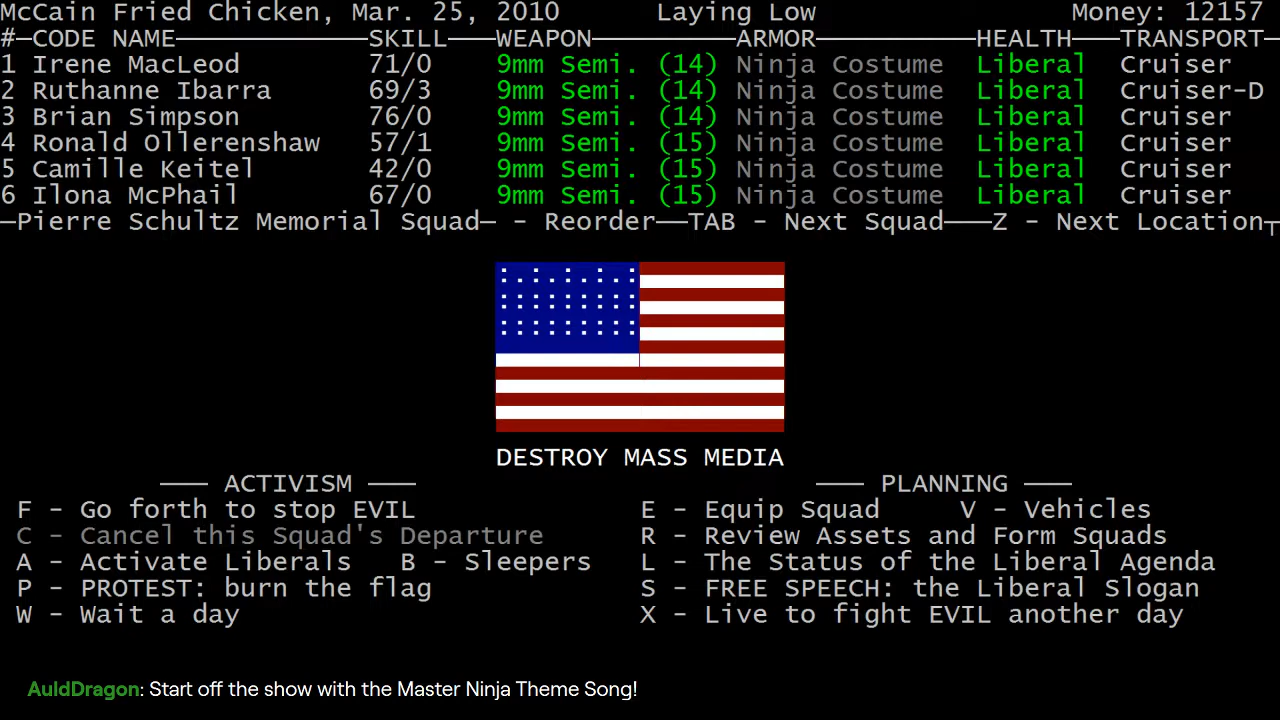 McCain Fried Chicken, Mar. 25, 2010 Laying Low Money: 12157
#—CODE NAME————————————SKILL———WEAPON—————————ARMOR——————————HEALTH———TRANSPORT—
1 Irene MacLeod 71/0 9mm Semi. (14) Ninja Costume Liberal Cruiser
2 Ruthanne Ibarra 69/3 9mm Semi. (14) Ninja Costume Liberal Cruiser-D
3 Brian Simpson 76/0 9mm Semi. (14) Ninja Costume Liberal Cruiser
4 Ronald Ollerenshaw 57/1 9mm Semi. (15) Ninja Costume Liberal Cruiser
5 Camille Keitel 42/0 9mm Semi. (15) Ninja Costume Liberal Cruiser
6 Ilona McPhail 67/0 9mm Semi. (15) Ninja Costume Liberal Cruiser
—Pierre Schultz Memorial Squad— - Reorder——TAB - Next Squad———Z - Next Location┬
DESTROY MASS MEDIA
——— ACTIVISM ———
F - Go forth to stop EVIL
C - Cancel this Squad's Departure
A - Activate Liberals B - Sleepers
P - PROTEST: burn the flag
W - Wait a day
——— PLANNING ———
E - Equip Squad V - Vehicles
R - Review Assets and Form Squads
L - The Status of the Liberal Agenda
S - FREE SPEECH: the Liberal Slogan
X - Live to fight EVIL another day
AuldDragon: Start off the show with the Master Ninja Theme Song!